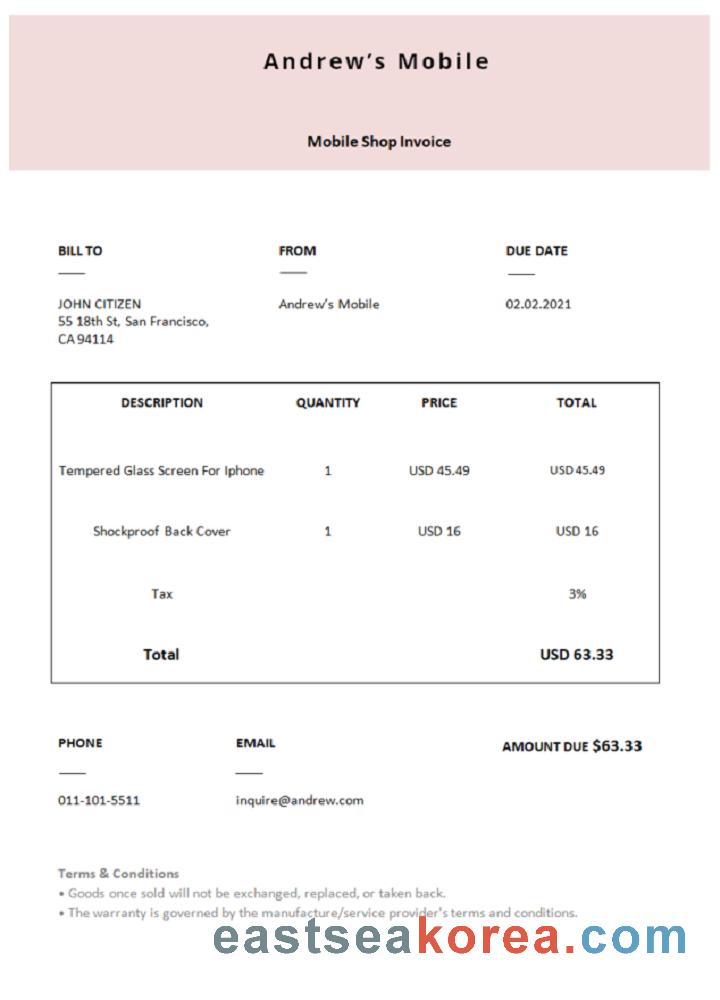 Andrew’s Mobile
Mobile Shop Invoice
BILL TO FROM DUE DATE
JOHN CITIZEN Andrew’s Mobile 02.02.2021
55 18th St, San Francisco,
CA 94114
DESCRIPTION QUANTITY PRICE TOTAL
Tempered Glass Screen For Iphone 1 USD 45.49 USD 45.49
Shockproof Back Cover 1 USD 16 USD 16
Tax 3%
Total USD 63.33
PHONE EMAIL AMOUNT DUE $63.33
011-101-5511 inquire@andrew.com
Terms & Conditions
• Goods once sold will not be exchanged, replaced, or taken back.
• The warranty is governed by the manufacture/service provider's terms and conditions.
eastseakorea.com